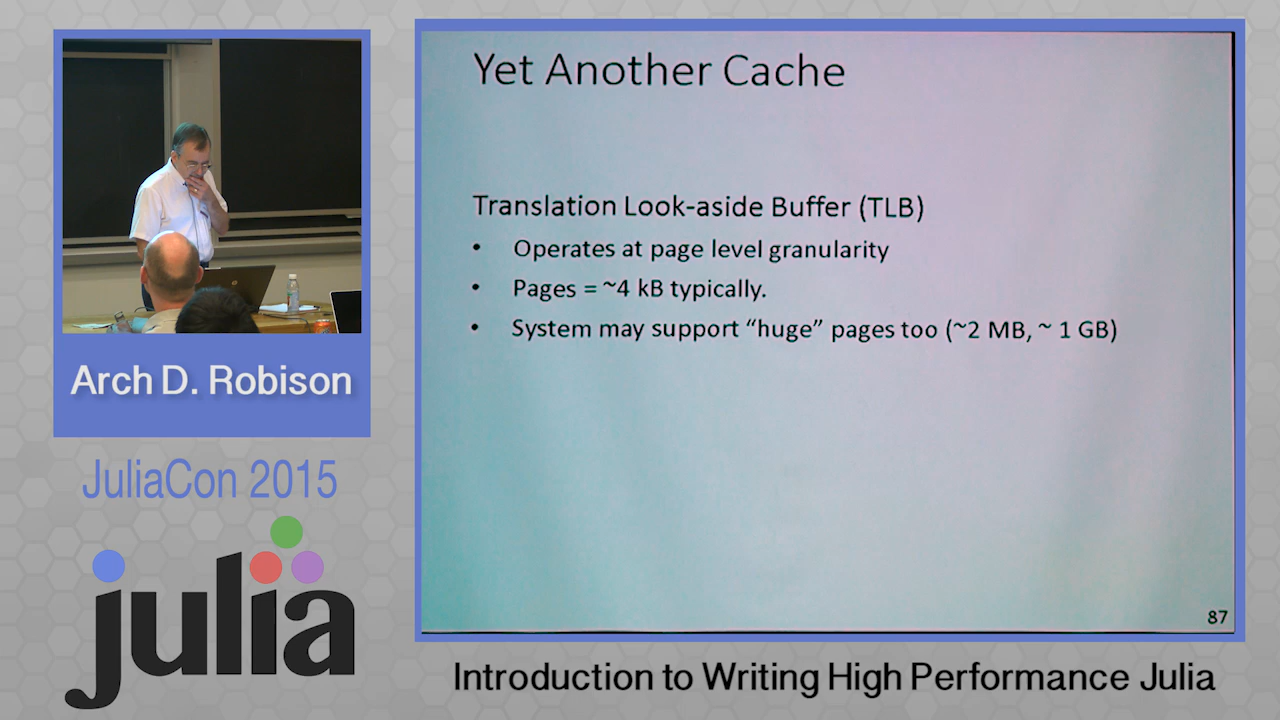 Yet Another Cache
Translation Look-aside Buffer (TLB)
• Operates at page level granularity
• Pages = ~4 kB typically.
• System may support “huge” pages too (~2 MB, ~ 1 GB)
87
Arch D. Robison
JuliaCon 2015
julia
Introduction to Writing High Performance Julia